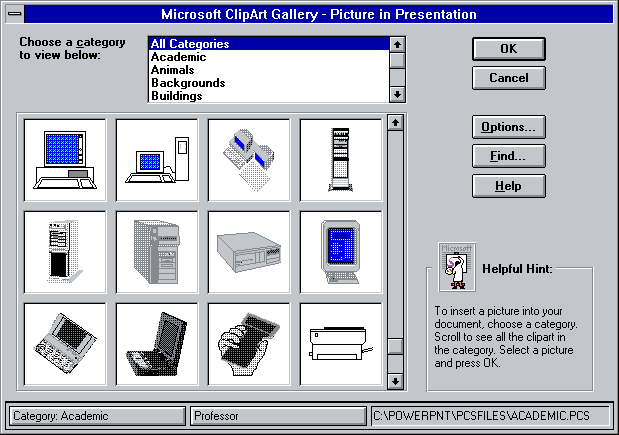 Microsoft ClipArt Gallery - Picture in Presentation
Choose a category
to view below:
All Categories
Academic
Animals
Backgrounds
Buildings
OK
Cancel
Options...
Find...
Help
Microsoft
Helpful Hint:
To insert a picture into your
document, choose a category.
Scroll to see all the clipart in
the category. Select a picture
and press OK.
Category: Academic
Professor
C:\POWERPNT\PCSFILES\ACADEMIC.PCS